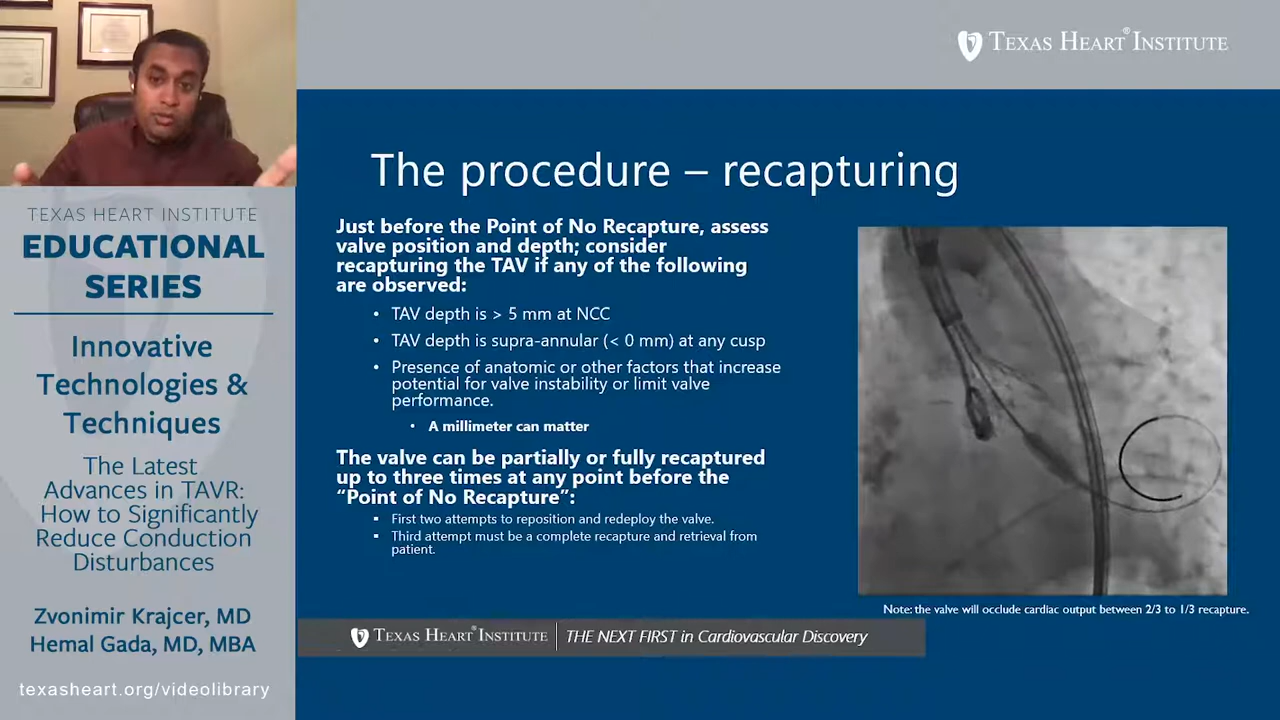 TEXAS HEART® INSTITUTE
The procedure – recapturing
Just before the Point of No Recapture, assess
valve position and depth; consider
recapturing the TAV if any of the following
are observed:
• TAV depth is > 5 mm at NCC
• TAV depth is supra-annular (< 0 mm) at any cusp
• Presence of anatomic or other factors that increase
potential for valve instability or limit valve
performance.
• A millimeter can matter
The valve can be partially or fully recaptured
up to three times at any point before the
“Point of No Recapture”:
▪ First two attempts to reposition and redeploy the valve.
▪ Third attempt must be a complete recapture and retrieval from
patient.
Note: the valve will occlude cardiac output between 2/3 to 1/3 recapture.
TEXAS HEART INSTITUTE
THE NEXT FIRST in Cardiovascular Discovery
TEXAS HEART INSTITUTE
EDUCATIONAL
SERIES
Innovative
Technologies &
Techniques
The Latest
Advances in TAVR:
How to Significantly
Reduce Conduction
Disturbances
Zvonimir Krajcer, MD
Hemal Gada, MD, MBA
texasheart.org/videolibrary